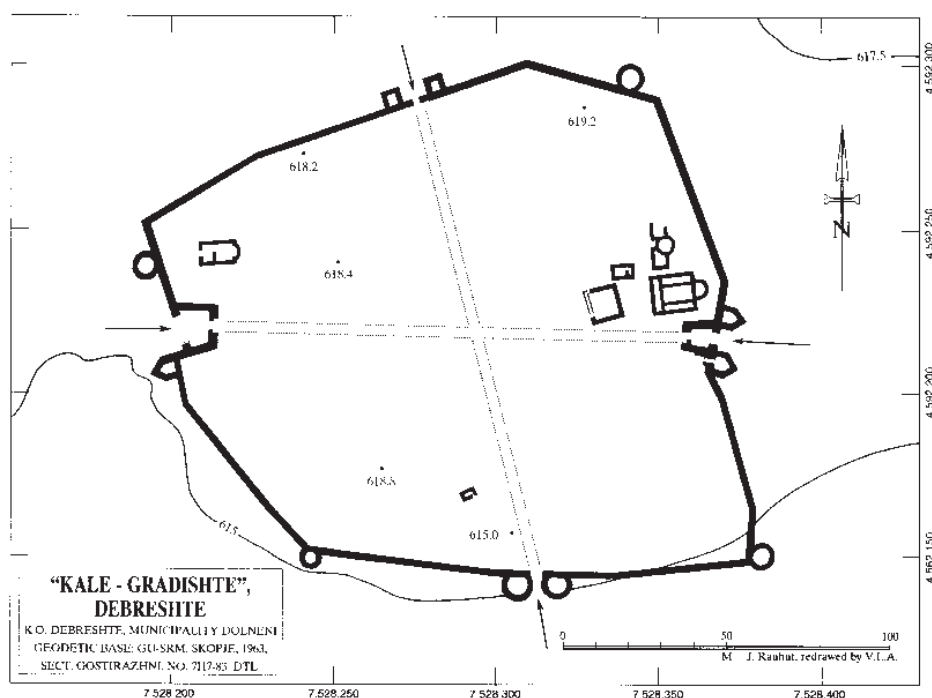 617.5
4.592.300
619.2
618.2
4.592.250
618.4
N
4.592.200
618.8
615.0
615
4.592.150
“KALE - GRADISHTE”,
DEBRESHTE
K.O. DEBRESHTE, MUNICIPALITY DOLNENI
GEODETIC BASE: GU-SRM, SKOPJE, 1963,
SECT. GOSTIRAZHNI, NO. 7H7-83 DTL
0 50 100
M J. Rauhut, redrawed by V.L.A.
7.528.200 7.528.250 7.528.300 7.528.350 7.528.400